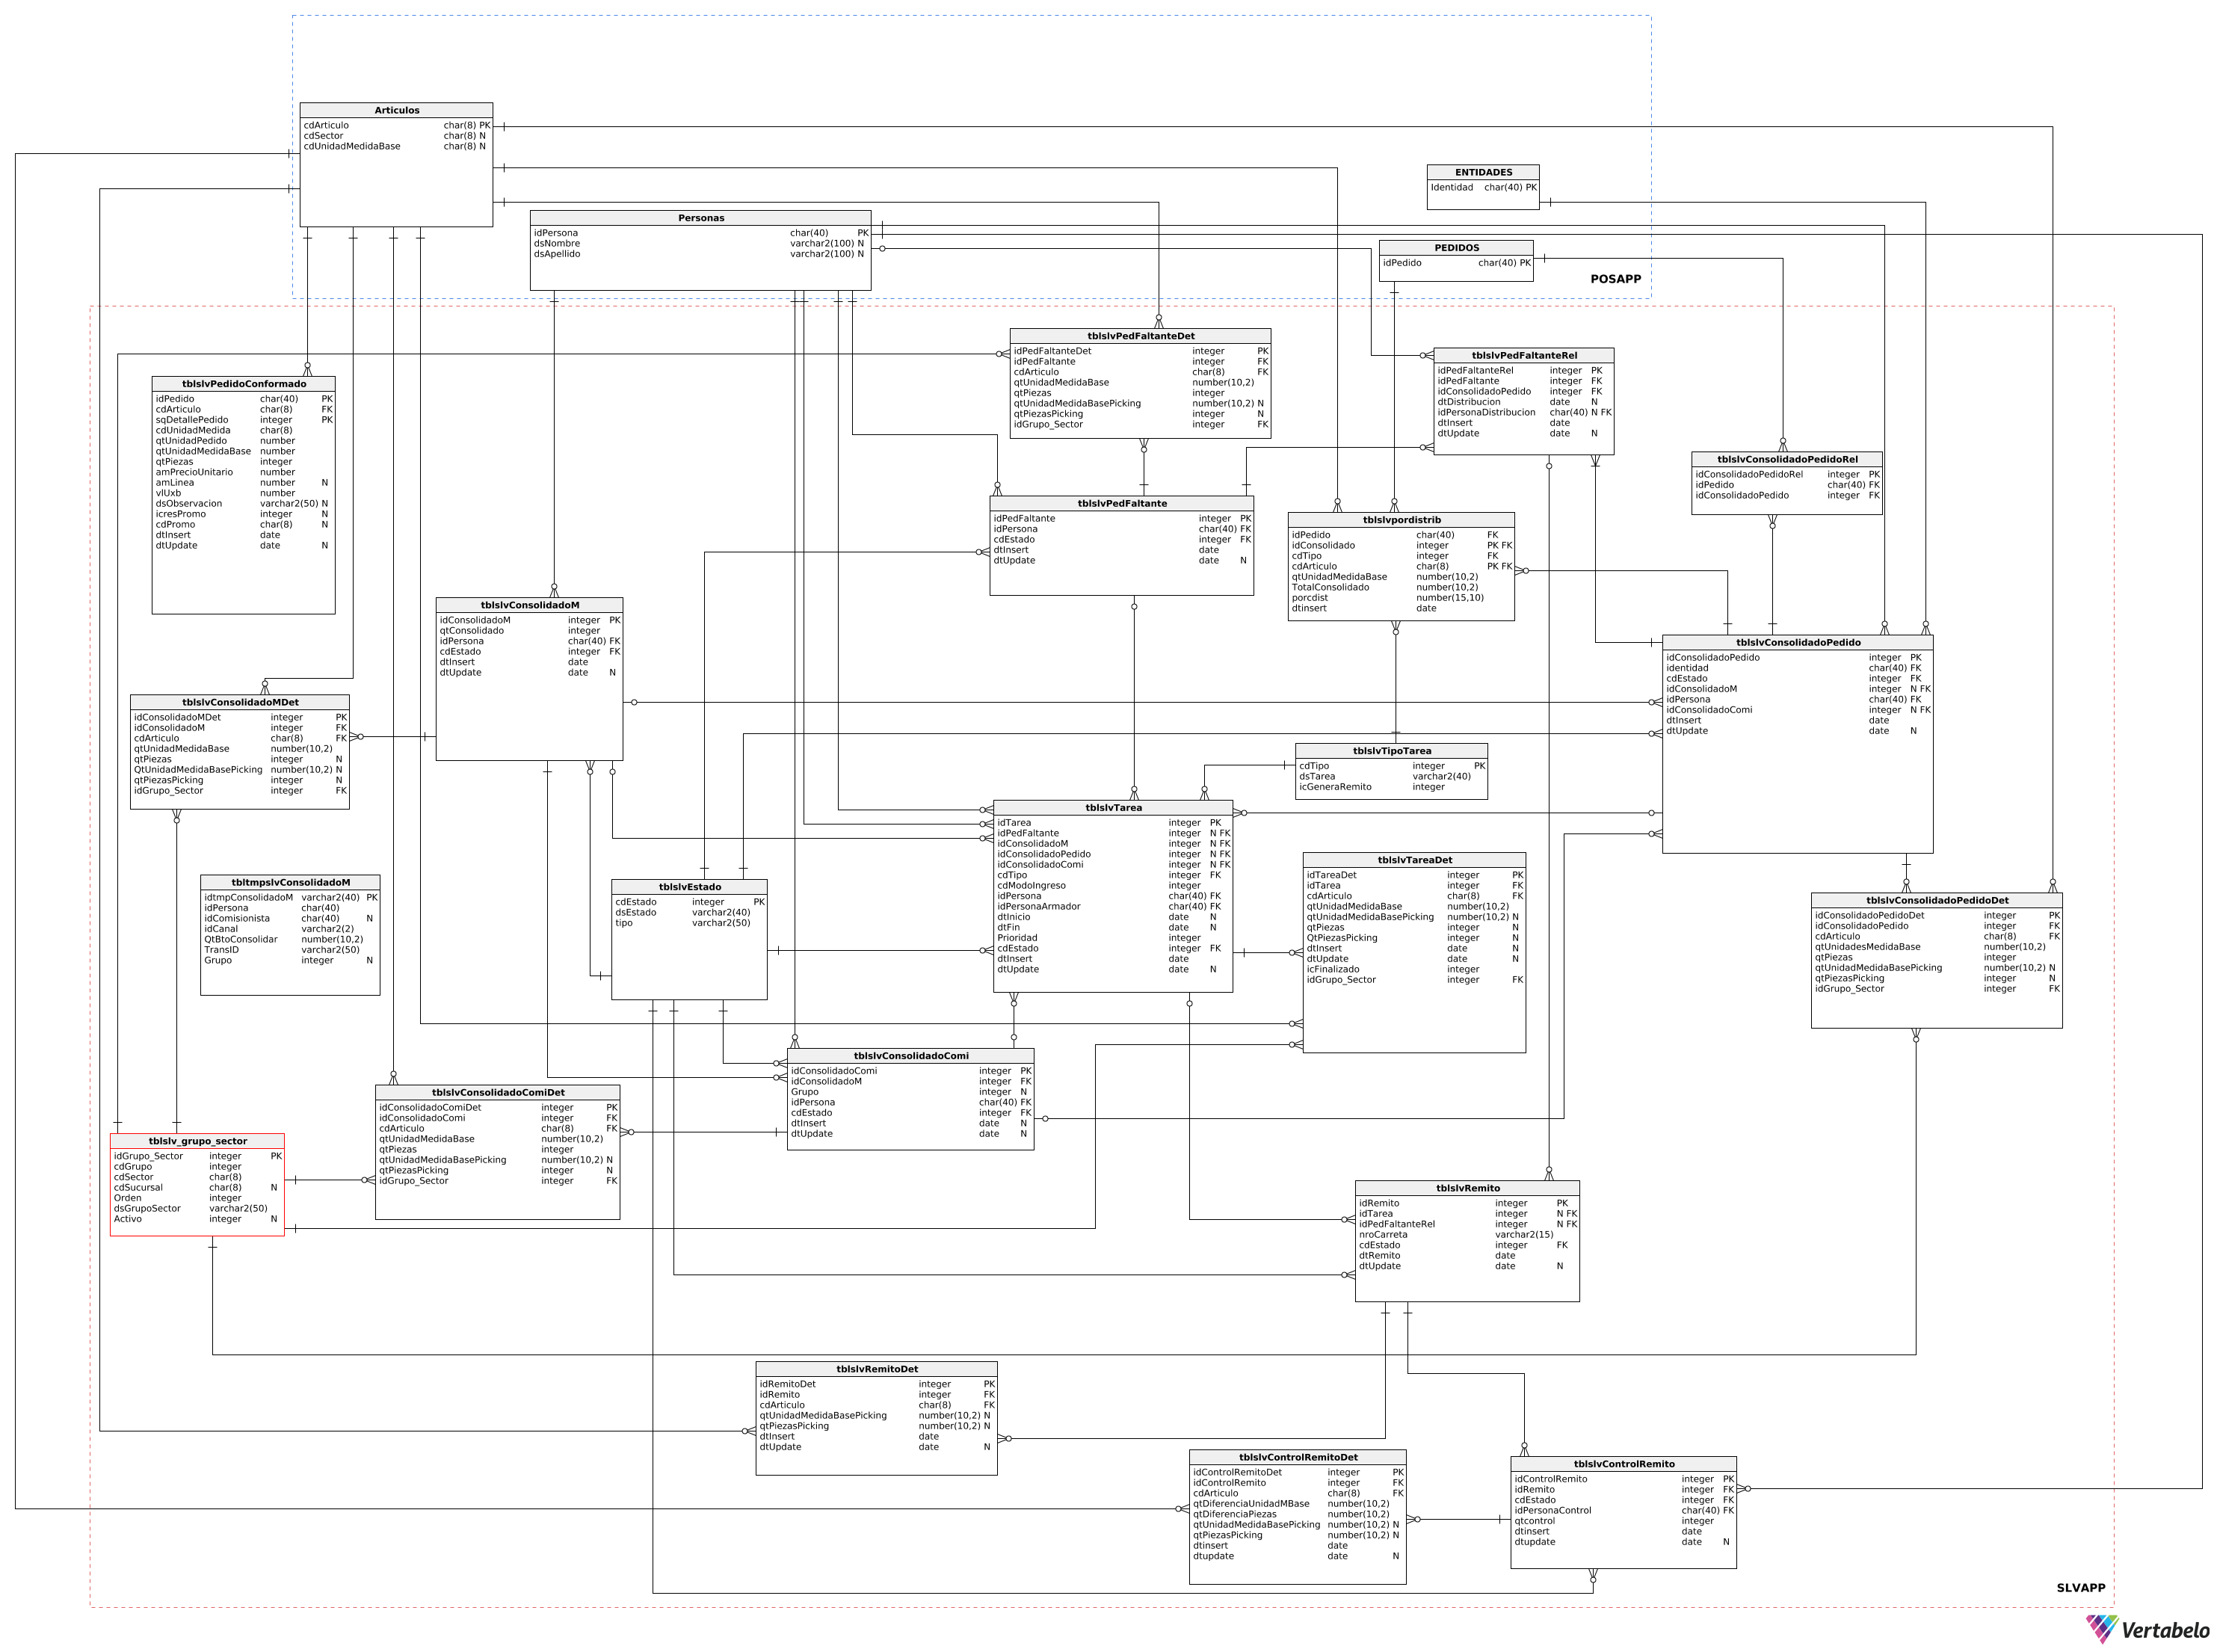 Articulos
cdArticulo char(8) PK
cdSector char(8) N
cdUnidadMedidaBase char(8) N
ENTIDADES
Identidad char(40) PK
Personas
idPersona char(40) PK
dsNombre varchar2(100) N
dsApellido varchar2(100) N
PEDIDOS
idPedido char(40) PK
POSAPP
tblslvPedFaltanteDet
idPedFaltanteDet integer PK
idPedFaltante integer FK
cdArticulo char(8) FK
qtUnidadMedidaBase number(10,2)
qtPiezas integer
qtUnidadMedidaBasePicking number(10,2) N
qtPiezasPicking integer N
idGrupo_Sector integer FK
tblslvPedFaltanteRel
idPedFaltanteRel integer PK
idPedFaltante integer FK
idConsolidadoPedido integer FK
dtDistribucion date N
idPersonaDistribucion char(40) N FK
dtInsert date
dtUpdate date N
tblslvPedidoConformado
idPedido char(40) PK
cdArticulo char(8) FK
sqDetallePedido integer PK
cdUnidadMedida char(8)
qtUnidadPedido number
qtUnidadMedidaBase number
qtPiezas integer
amPrecioUnitario number
amLinea number N
vlUxb number
dsObservacion varchar2(50) N
icresPromo integer N
cdPromo char(8) N
dtInsert date
dtUpdate date N
tblslvConsolidadoPedidoRel
idConsolidadoPedidoRel integer PK
idPedido char(40) FK
idConsolidadoPedido integer FK
tblslvPedFaltante
idPedFaltante integer PK
idPersona char(40) FK
cdEstado integer FK
dtInsert date
dtUpdate date N
tblslvpordistrib
idPedido char(40) FK
idConsolidado integer PK FK
cdTipo integer FK
cdArticulo char(8) PK FK
qtUnidadMedidaBase number(10,2)
TotalConsolidado number(10,2)
porcdist number(15,10)
dtinsert date
tblslvConsolidadoM
idConsolidadoM integer PK
qtConsolidado integer
idPersona char(40) FK
cdEstado integer FK
dtInsert date
dtUpdate date N
tblslvConsolidadoPedido
idConsolidadoPedido integer PK
identidad char(40) FK
cdEstado integer FK
idConsolidadoM integer N FK
idPersona char(40) FK
idConsolidadoComi integer N FK
dtInsert date
dtUpdate date N
tblslvConsolidadoMDet
idConsolidadoMDet integer PK
idConsolidadoM integer FK
cdArticulo char(8) FK
qtUnidadMedidaBase number(10,2)
qtPiezas integer N
QtUnidadMedidaBasePicking number(10,2) N
qtPiezasPicking integer N
idGrupo_Sector integer FK
tblslvTipoTarea
cdTipo integer PK
dsTarea varchar2(40)
icGeneraRemito integer
tblslvTarea
idTarea integer PK
idPedFaltante integer N FK
idConsolidadoM integer N FK
idConsolidadoPedido integer N FK
idConsolidadoComi integer N FK
cdTipo integer FK
cdModoIngreso integer
idPersona char(40) FK
idPersonaArmador char(40) FK
dtInicio date N
dtFin date N
Prioridad integer
cdEstado integer FK
dtInsert date
dtUpdate date N
tblslvTareaDet
idTareaDet integer PK
idTarea integer FK
cdArticulo char(8) FK
qtUnidadMedidaBase number(10,2)
qtUnidadMedidaBasePicking number(10,2) N
qtPiezas integer N
QtPiezasPicking integer N
dtInsert date N
dtUpdate date N
icFinalizado integer
idGrupo_Sector integer FK
tbltmpslvConsolidadoM
idtmpConsolidadoM varchar2(40) PK
idPersona char(40)
idComisionista char(40) N
idCanal varchar2(2)
QtBtoConsolidar number(10,2)
TransID varchar2(50)
Grupo integer N
tblslvEstado
cdEstado integer PK
dsEstado varchar2(40)
tipo varchar2(50)
tblslvConsolidadoPedidoDet
idConsolidadoPedidoDet integer PK
idConsolidadoPedido integer FK
cdArticulo char(8) FK
qtUnidadesMedidaBase number(10,2)
qtPiezas integer
qtUnidadMedidaBasePicking number(10,2) N
qtPiezasPicking integer N
idGrupo_Sector integer FK
tblslvConsolidadoComi
idConsolidadoComi integer PK
idConsolidadoM integer FK
Grupo integer N
idPersona char(40) FK
cdEstado integer FK
dtInsert date N
dtUpdate date N
tblslvConsolidadoComiDet
idConsolidadoComiDet integer PK
idConsolidadoComi integer FK
cdArticulo char(8) FK
qtUnidadMedidaBase number(10,2)
qtPiezas integer
qtUnidadMedidaBasePicking number(10,2) N
qtPiezasPicking integer N
idGrupo_Sector integer FK
tblslv_grupo_sector
idGrupo_Sector integer PK
cdGrupo integer
cdSector char(8)
cdSucursal char(8) N
Orden integer
dsGrupoSector varchar2(50)
Activo integer N
tblslvRemito
idRemito integer PK
idTarea integer N FK
idPedFaltanteRel integer N FK
nroCarreta varchar2(15)
cdEstado integer FK
dtRemito date
dtUpdate date N
tblslvRemitoDet
idRemitoDet integer PK
idRemito integer FK
cdArticulo char(8) FK
qtUnidadMedidaBasePicking number(10,2) N
qtPiezasPicking number(10,2) N
dtInsert date
dtUpdate date N
tblslvControlRemitoDet
idControlRemitoDet integer PK
idControlRemito integer FK
cdArticulo char(8) FK
qtDiferenciaUnidadMBase number(10,2)
qtDiferenciaPiezas number(10,2)
qtUnidadMedidaBasePicking number(10,2) N
qtPiezasPicking number(10,2) N
dtinsert date
dtupdate date N
tblslvControlRemito
idControlRemito integer PK
idRemito integer FK
cdEstado integer FK
idPersonaControl char(40) FK
qtcontrol integer
dtinsert date
dtupdate date N
SLVAPP
Vertabelo